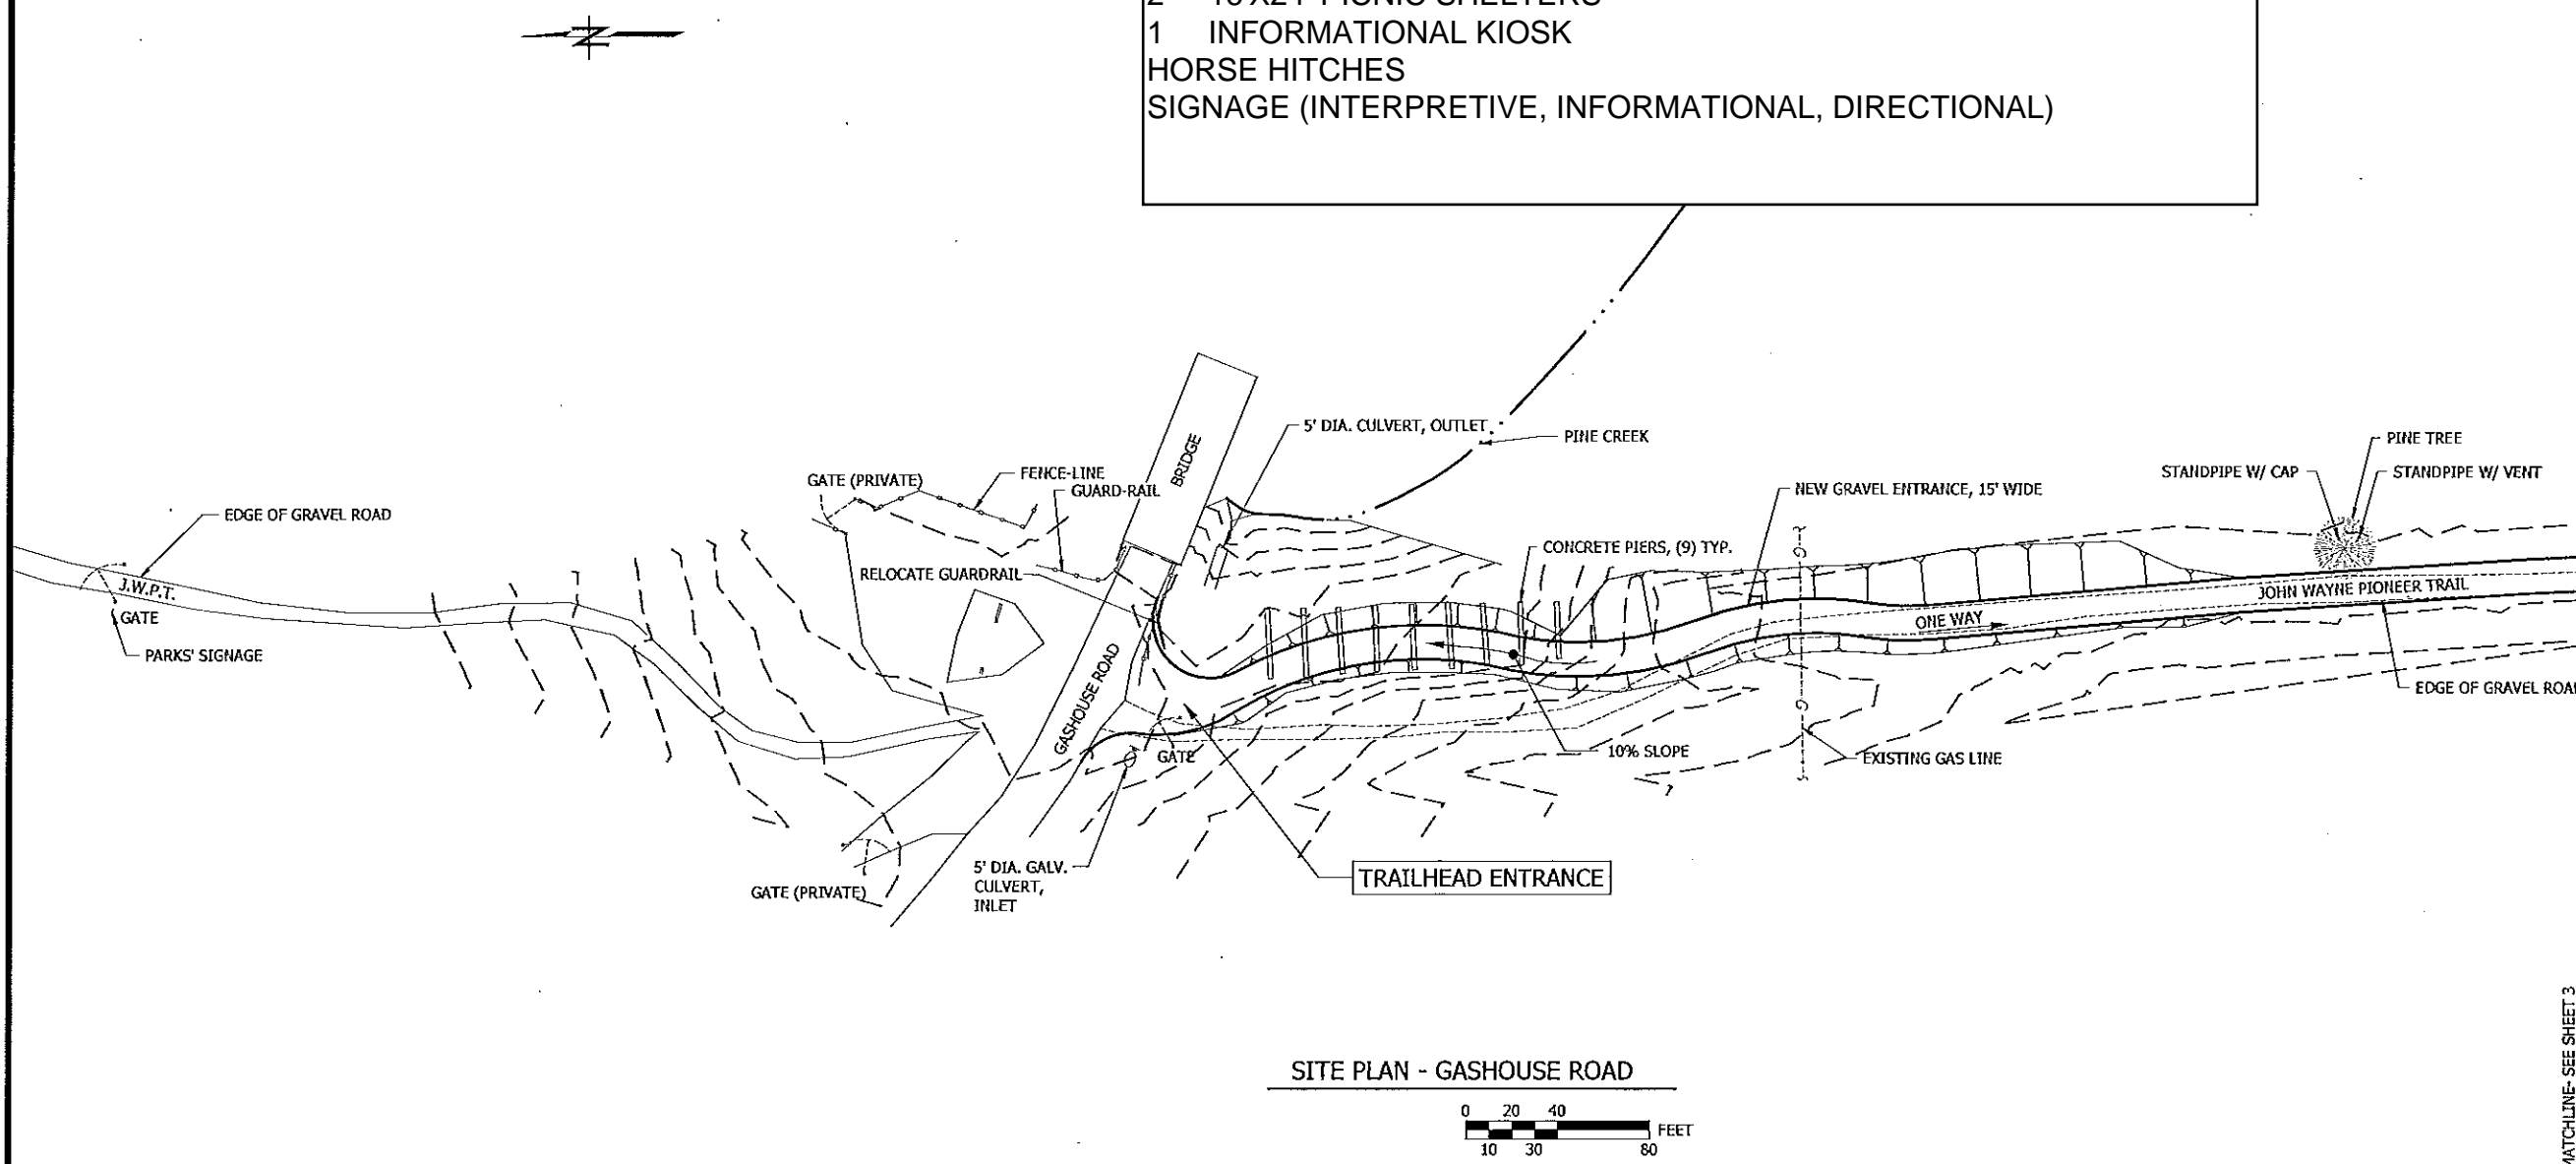 1 INFORMATIONAL KIOSK
HORSE HITCHES
SIGNAGE (INTERPRETIVE, INFORMATIONAL, DIRECTIONAL)
N
BRIDGE
5' DIA. CULVERT, OUTLET
PINE CREEK
PINE TREE
STANDPIPE W/ CAP
STANDPIPE W/ VENT
GATE (PRIVATE)
FENCE-LINE
GUARD-RAIL
NEW GRAVEL ENTRANCE, 15' WIDE
EDGE OF GRAVEL ROAD
CONCRETE PIERS, (9) TYP.
G
RELOCATE GUARDRAIL
J.W.P.T.
GATE
PARKS' SIGNAGE
JOHN WAYNE PIONEER TRAIL
ONE WAY
GASHOUSE ROAD
EDGE OF GRAVEL ROAD
G
GATE
10% SLOPE
EXISTING GAS LINE
5' DIA. GALV.
CULVERT,
INLET
GATE (PRIVATE)
TRAILHEAD ENTRANCE
MATCHLINE- SEE SHEET 3
SITE PLAN - GASHOUSE ROAD
0 20 40
FEET
10 30 80